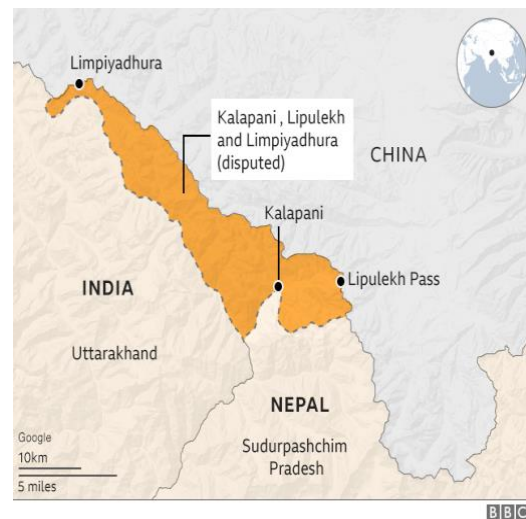 Limpiyadhura
Kalapani , Lipulekh
and Limpiyadhura
(disputed)
CHINA
Kalapani
Lipulekh Pass
INDIA
Uttarakhand
NEPAL
Sudurpashchim
Pradesh
Google
10km
5 miles
BBC